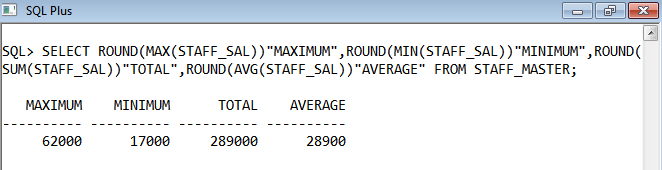 SQL Plus
SQL> SELECT ROUND(MAX(STAFF_SAL))"MAXIMUM",ROUND(MIN(STAFF_SAL))"MINIMUM",ROUND(
SUM(STAFF_SAL))"TOTAL",ROUND(AVG(STAFF_SAL))"AVERAGE" FROM STAFF_MASTER;
MAXIMUM MINIMUM TOTAL AVERAGE
---------- ---------- ---------- ----------
62000 17000 289000 28900